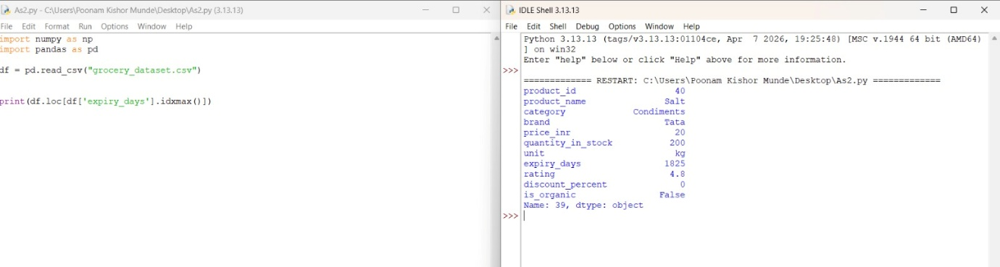 As2.py - C:\Users\Poonam Kishor Munde\Desktop\As2.py (3.13.13)
File Edit Format Run Options Window Help
import numpy as np
import pandas as pd
df = pd.read_csv("grocery_dataset.csv")
print(df.loc[df['expiry_days'].idxmax()])
IDLE Shell 3.13.13
File Edit Shell Debug Options Window Help
Python 3.13.13 (tags/v3.13.13:01104ce, Apr  7 2026, 19:25:48) [MSC v.1944 64 bit (AMD64)
] on win32
Enter "help" below or click "Help" above for more information.
>>>
============= RESTART: C:\Users\Poonam Kishor Munde\Desktop\As2.py =============
product_id 40
product_name Salt
category Condiments
brand Tata
price_inr 20
quantity_in_stock 200
unit kg
expiry_days 1825
rating 4.8
discount_percent 0
is_organic False
Name: 39, dtype: object
>>>